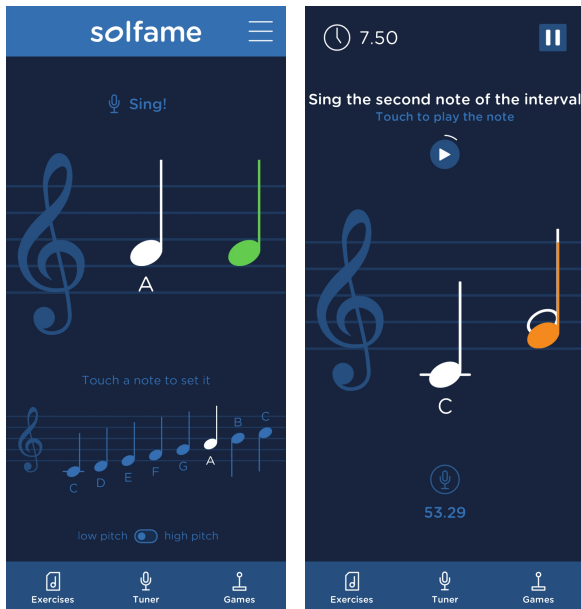 solfame
Sing!
A
Touch a note to set it
C D E F G A B C
low pitch high pitch
Exercises Tuner Games
7.50
Sing the second note of the interval
Touch to play the note
C
53.29
Exercises Tuner Games